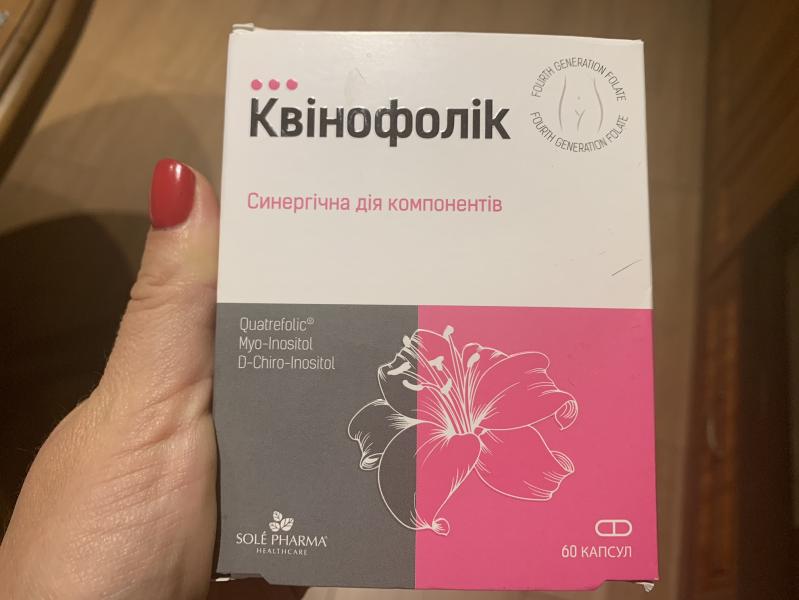 Квінофолік
FOURTH GENERATION FOLATE
FOURTH GENERATION FOLATE
Синергічна дія компонентів
Quatrefolic®
Myo-Inositol
D-Chiro-Inositol
SOLÉ PHARMA®
HEALTHCARE
60 КАПСУЛ